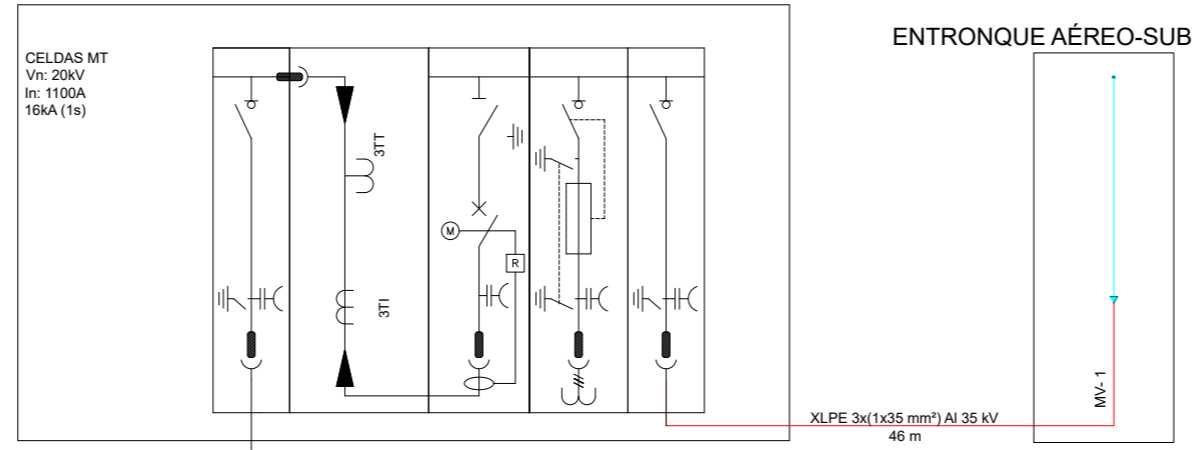 ENTRONQUE AÉREO-SUB
CELDAS MT
Vn: 20kV
In: 1100A
16kA (1s)
3TT
M
R
3TI
MV- 1
XLPE 3x(1x35 mm²) Al 35 kV
46 m